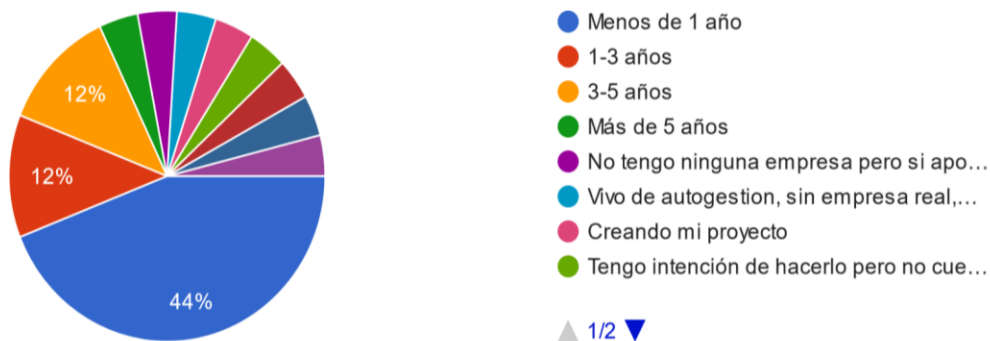 12%
12%
44%
Menos de 1 año
1-3 años
3-5 años
Más de 5 años
No tengo ninguna empresa pero si apo...
Vivo de autogestion, sin empresa real,...
Creando mi proyecto
Tengo intención de hacerlo pero no cue...
1/2